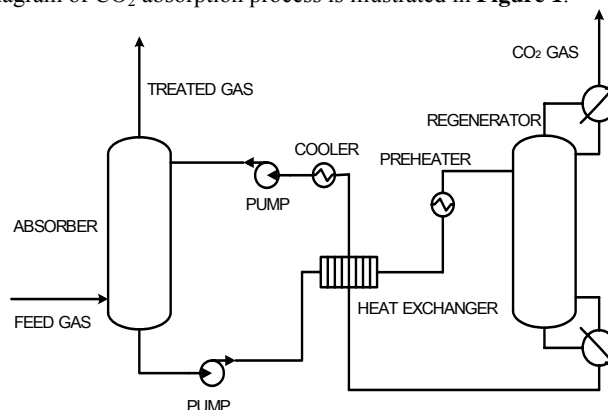 iagram of CO₂ absorption process is illustrated in Figure 1.
CO₂ GAS
TREATED GAS
REGENERATOR
COOLER
PREHEATER
PUMP
ABSORBER
HEAT EXCHANGER
FEED GAS
PUMP